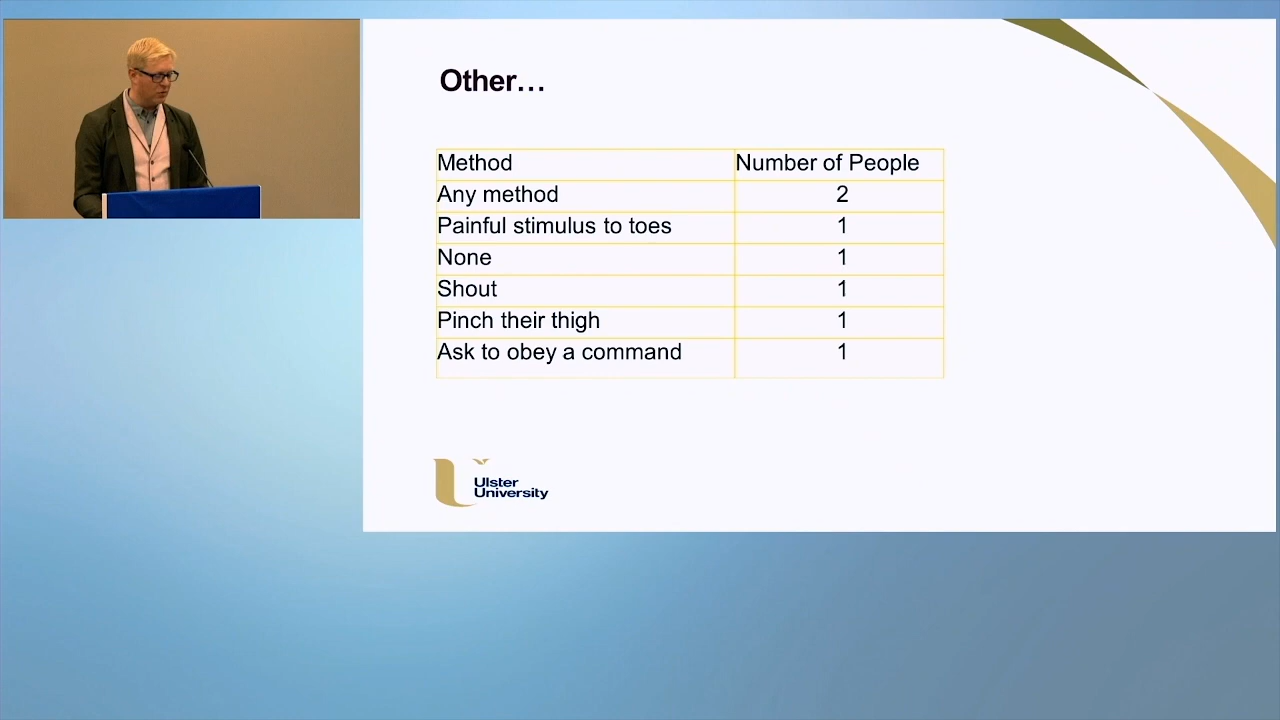 Other…
Method Number of People
Any method 2
Painful stimulus to toes 1
None 1
Shout 1
Pinch their thigh 1
Ask to obey a command 1
Ulster
University